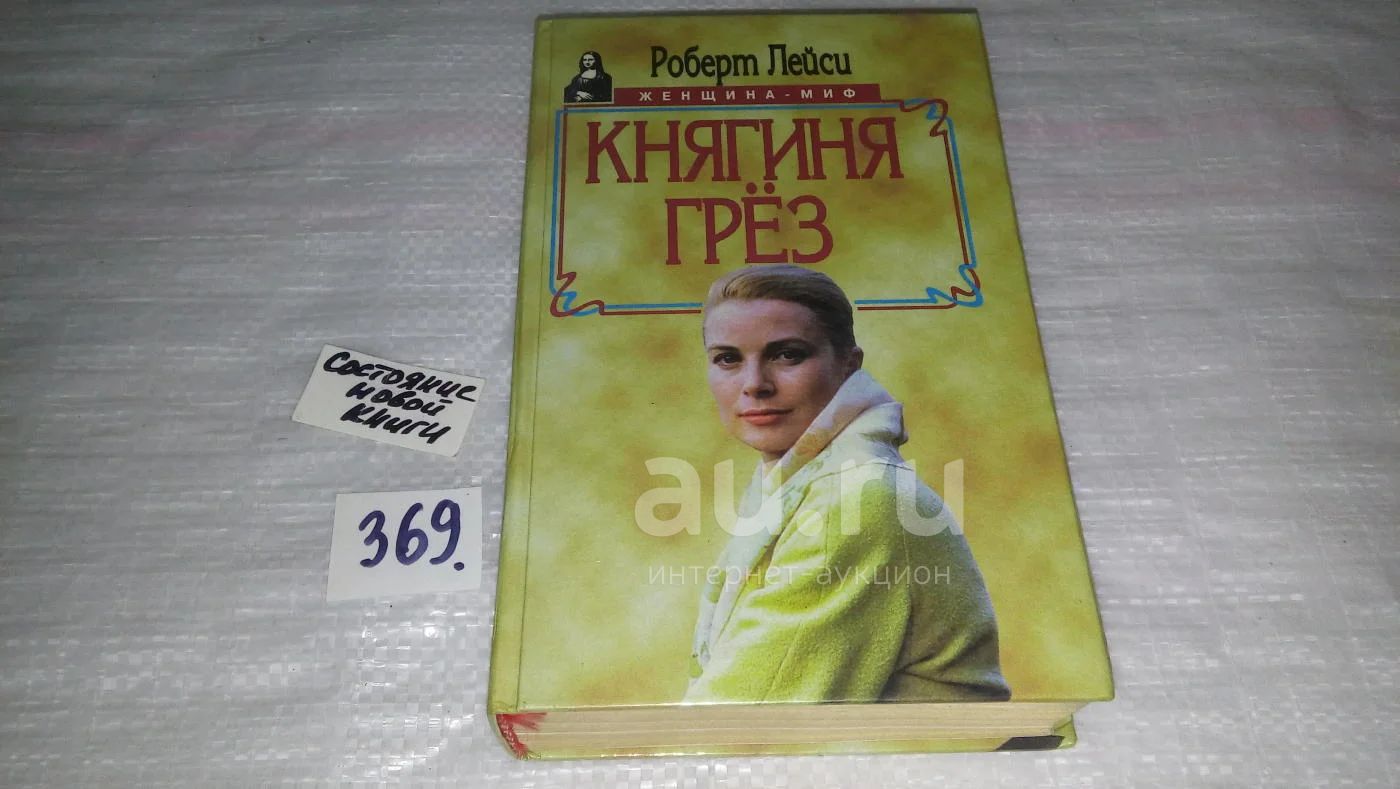 Роберт Лейси
ЖЕНЩИНА-МИФ
КНЯГИНЯ
ГРЁЗ
Состояние
новой
книги
369.
au.ru
интернет-аукцион